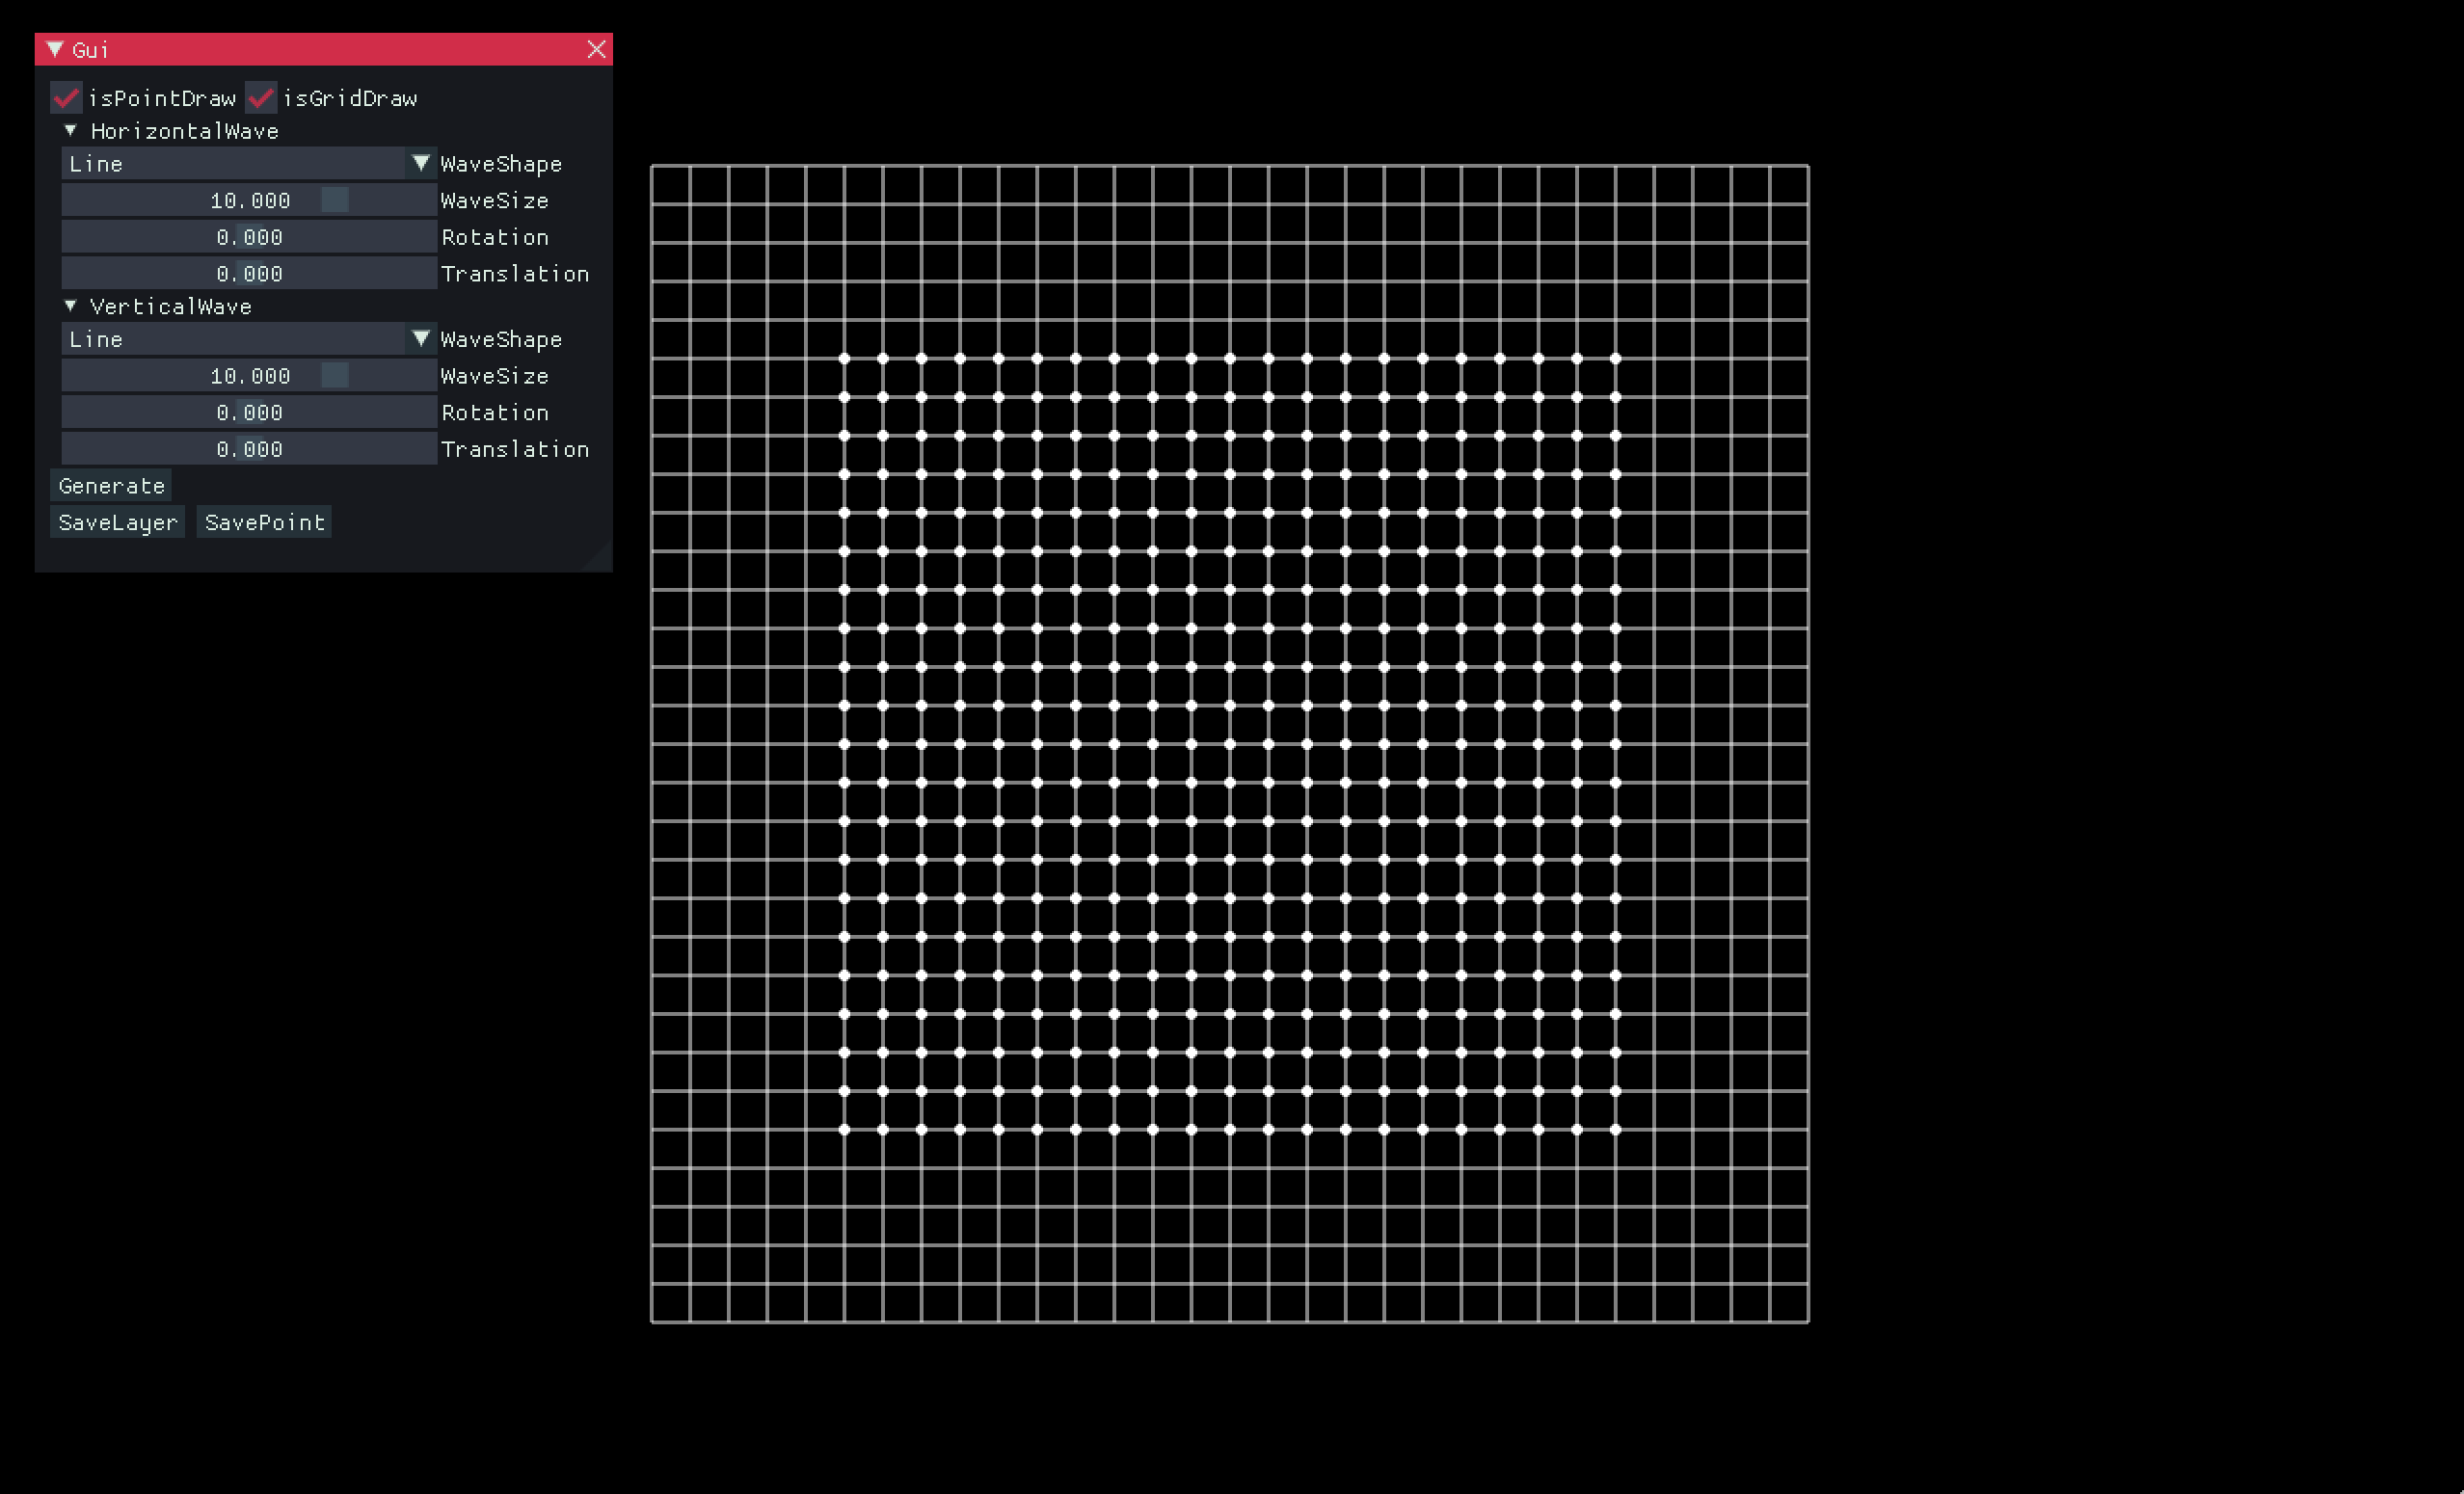 Gui
isPointDraw isGridDraw
HorizontalWave
Line WaveShape
10.000 WaveSize
0.000 Rotation
0.000 Translation
VerticalWave
Line WaveShape
10.000 WaveSize
0.000 Rotation
0.000 Translation
Generate
SaveLayer SavePoint